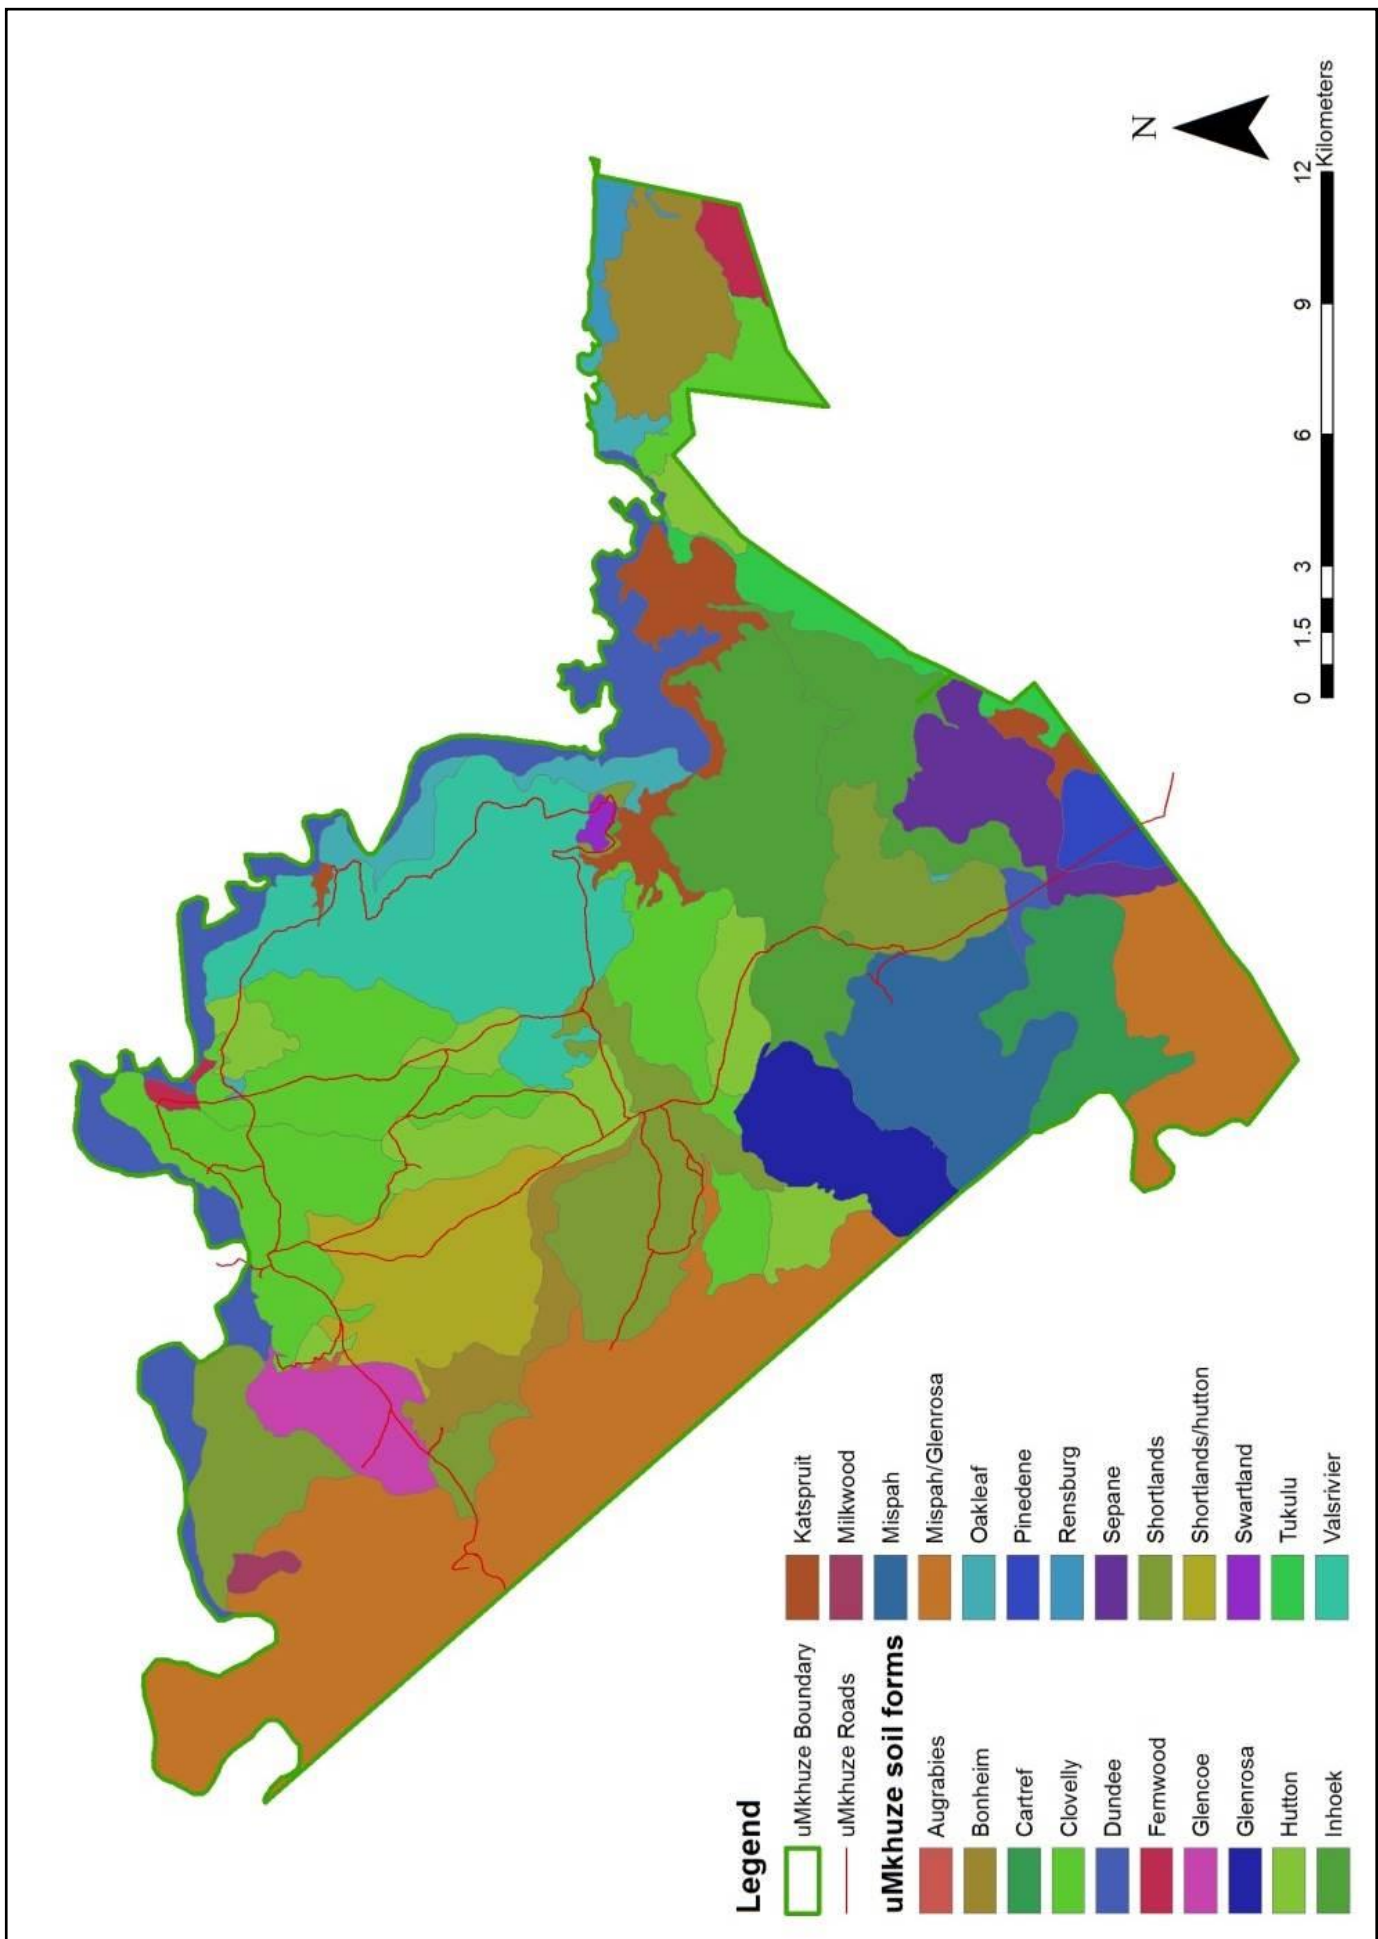 Legend
uMkhuze Boundary
uMkhuze Roads
uMkhuze soil forms
Augrabies
Bonheim
Cartref
Clovelly
Dundee
Fernwood
Glencoe
Glenrosa
Hutton
Inhoek
Katspruit
Milkwood
Mispah
Mispah/Glenrosa
Oakleaf
Pinedene
Rensburg
Sepane
Shortlands
Shortlands/hutton
Swartland
Tukulu
Valsrivier
N
0 1.5 3 6 9 12
Kilometers